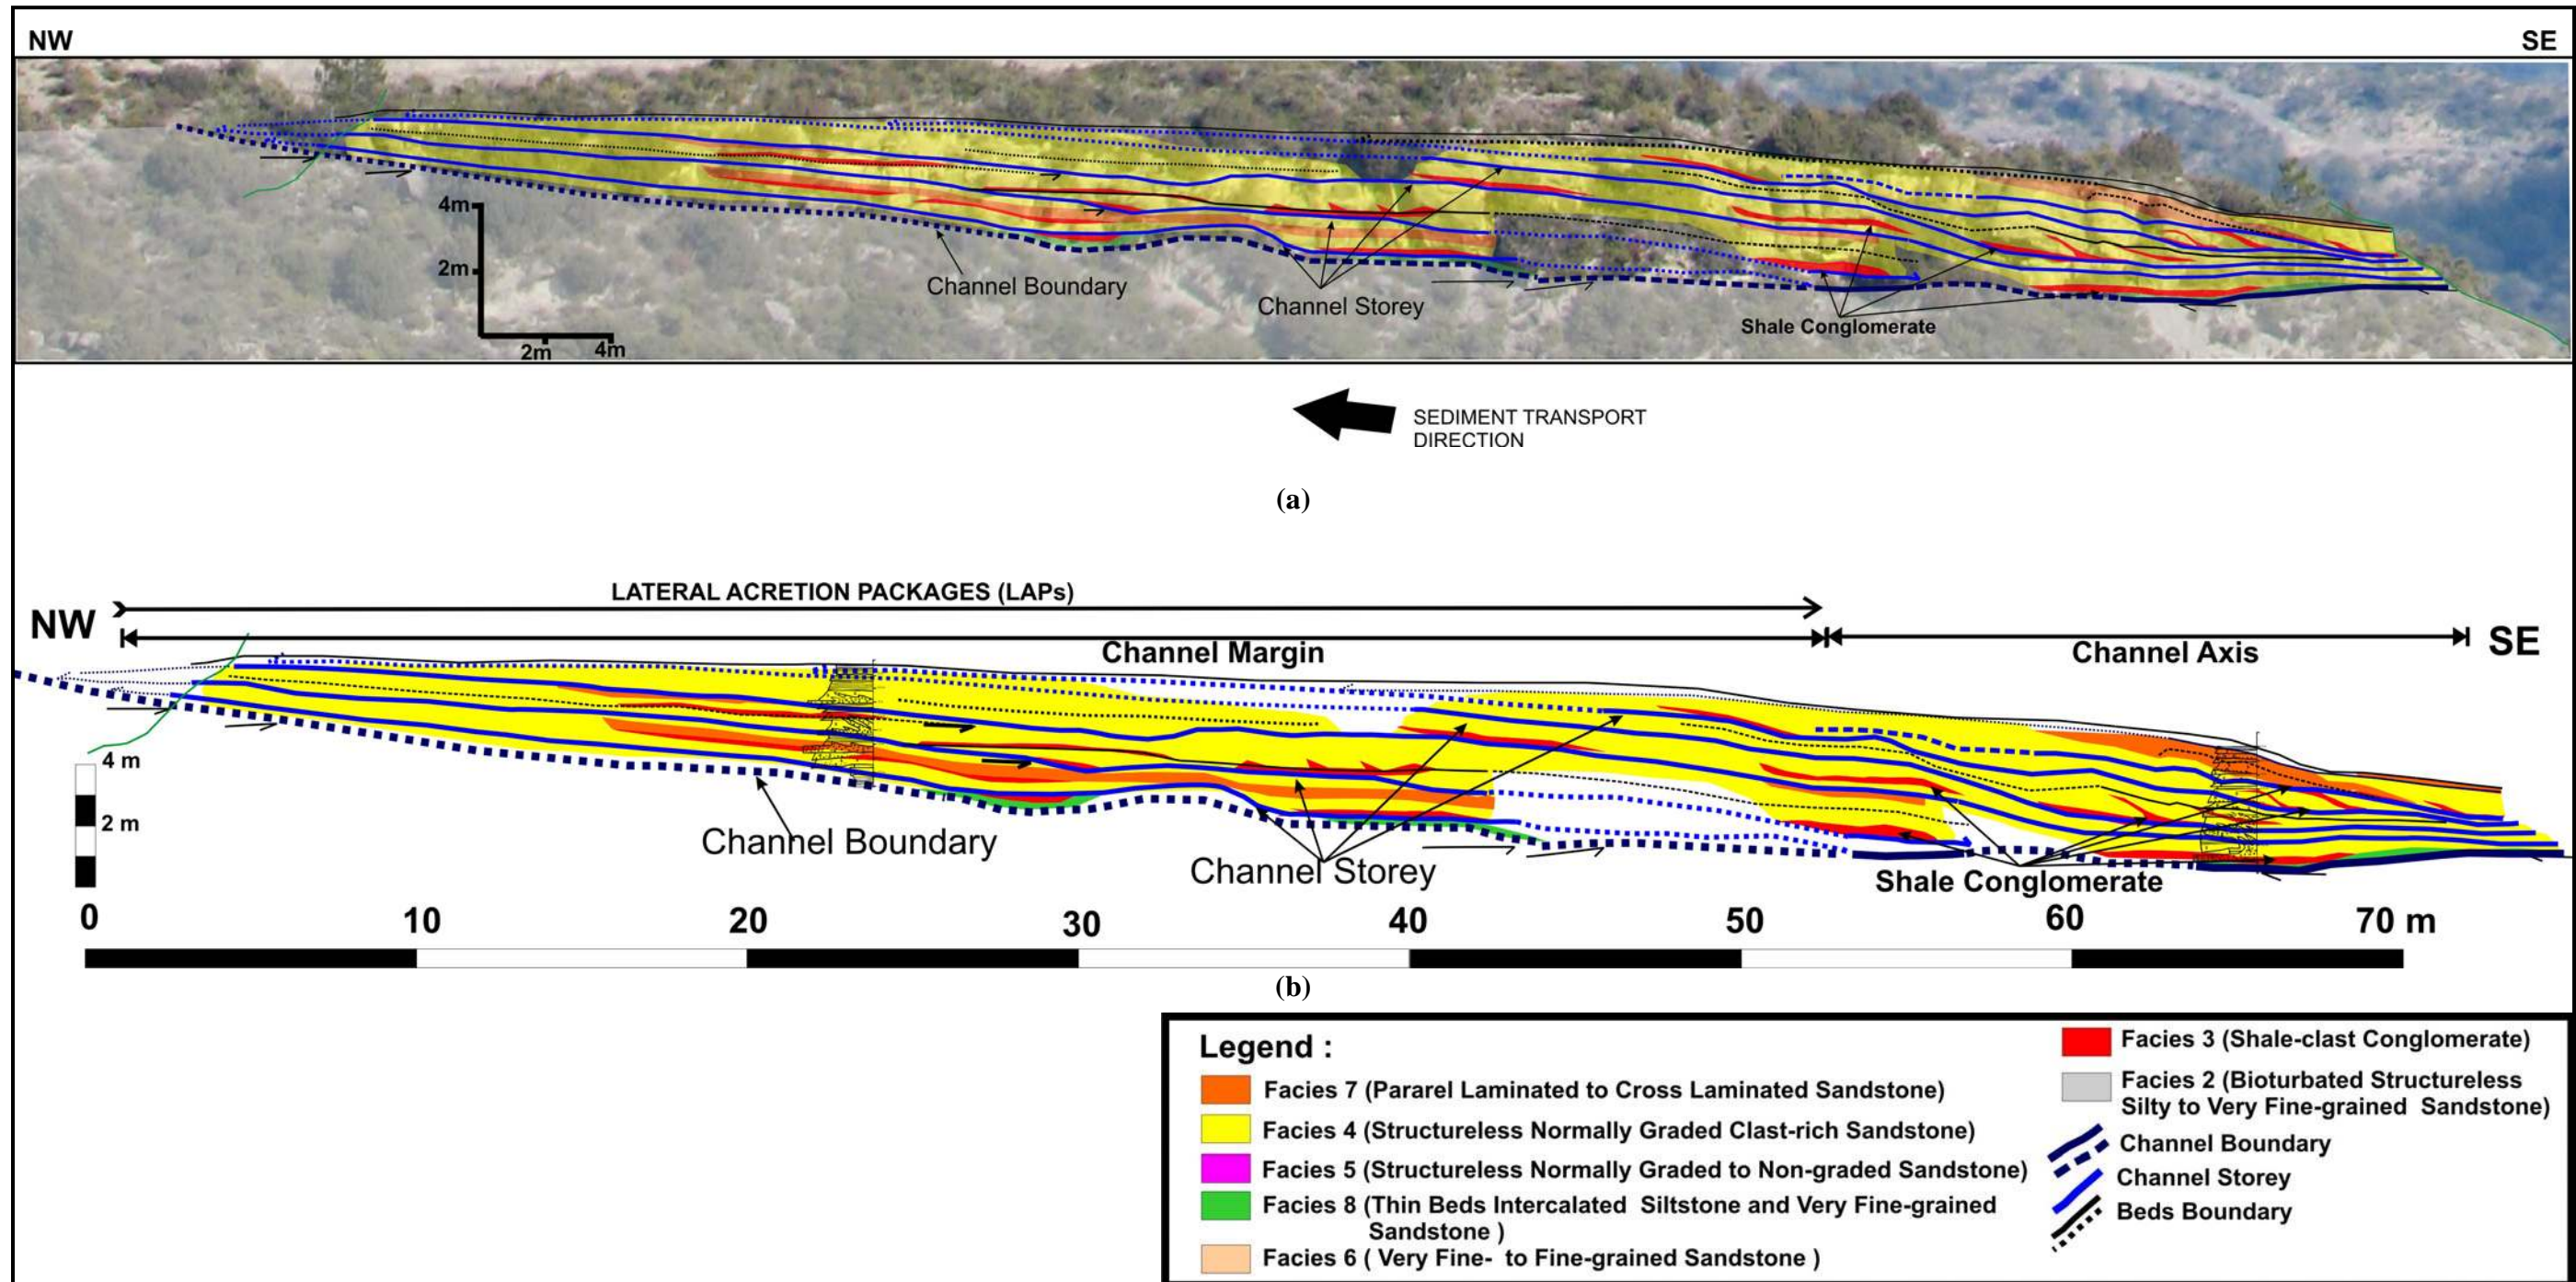 NW
SE
4m
2m
2m
4m
Channel Boundary
Channel Storey
Shale Conglomerate
SEDIMENT TRANSPORT
DIRECTION
(a)
LATERAL ACRETION PACKAGES (LAPs)
NW
SE
Channel Margin
Channel Axis
4 m
2 m
Channel Boundary
Channel Storey
Shale Conglomerate
0 10 20 30 40 50 60 70 m
(b)
Legend :
Facies 7 (Pararel Laminated to Cross Laminated Sandstone)
Facies 4 (Structureless Normally Graded Clast-rich Sandstone)
Facies 5 (Structureless Normally Graded to Non-graded Sandstone)
Facies 8 (Thin Beds Intercalated Siltstone and Very Fine-grained
Sandstone )
Facies 6 ( Very Fine- to Fine-grained Sandstone )
Facies 3 (Shale-clast Conglomerate)
Facies 2 (Bioturbated Structureless
Silty to Very Fine-grained Sandstone)
Channel Boundary
Channel Storey
Beds Boundary